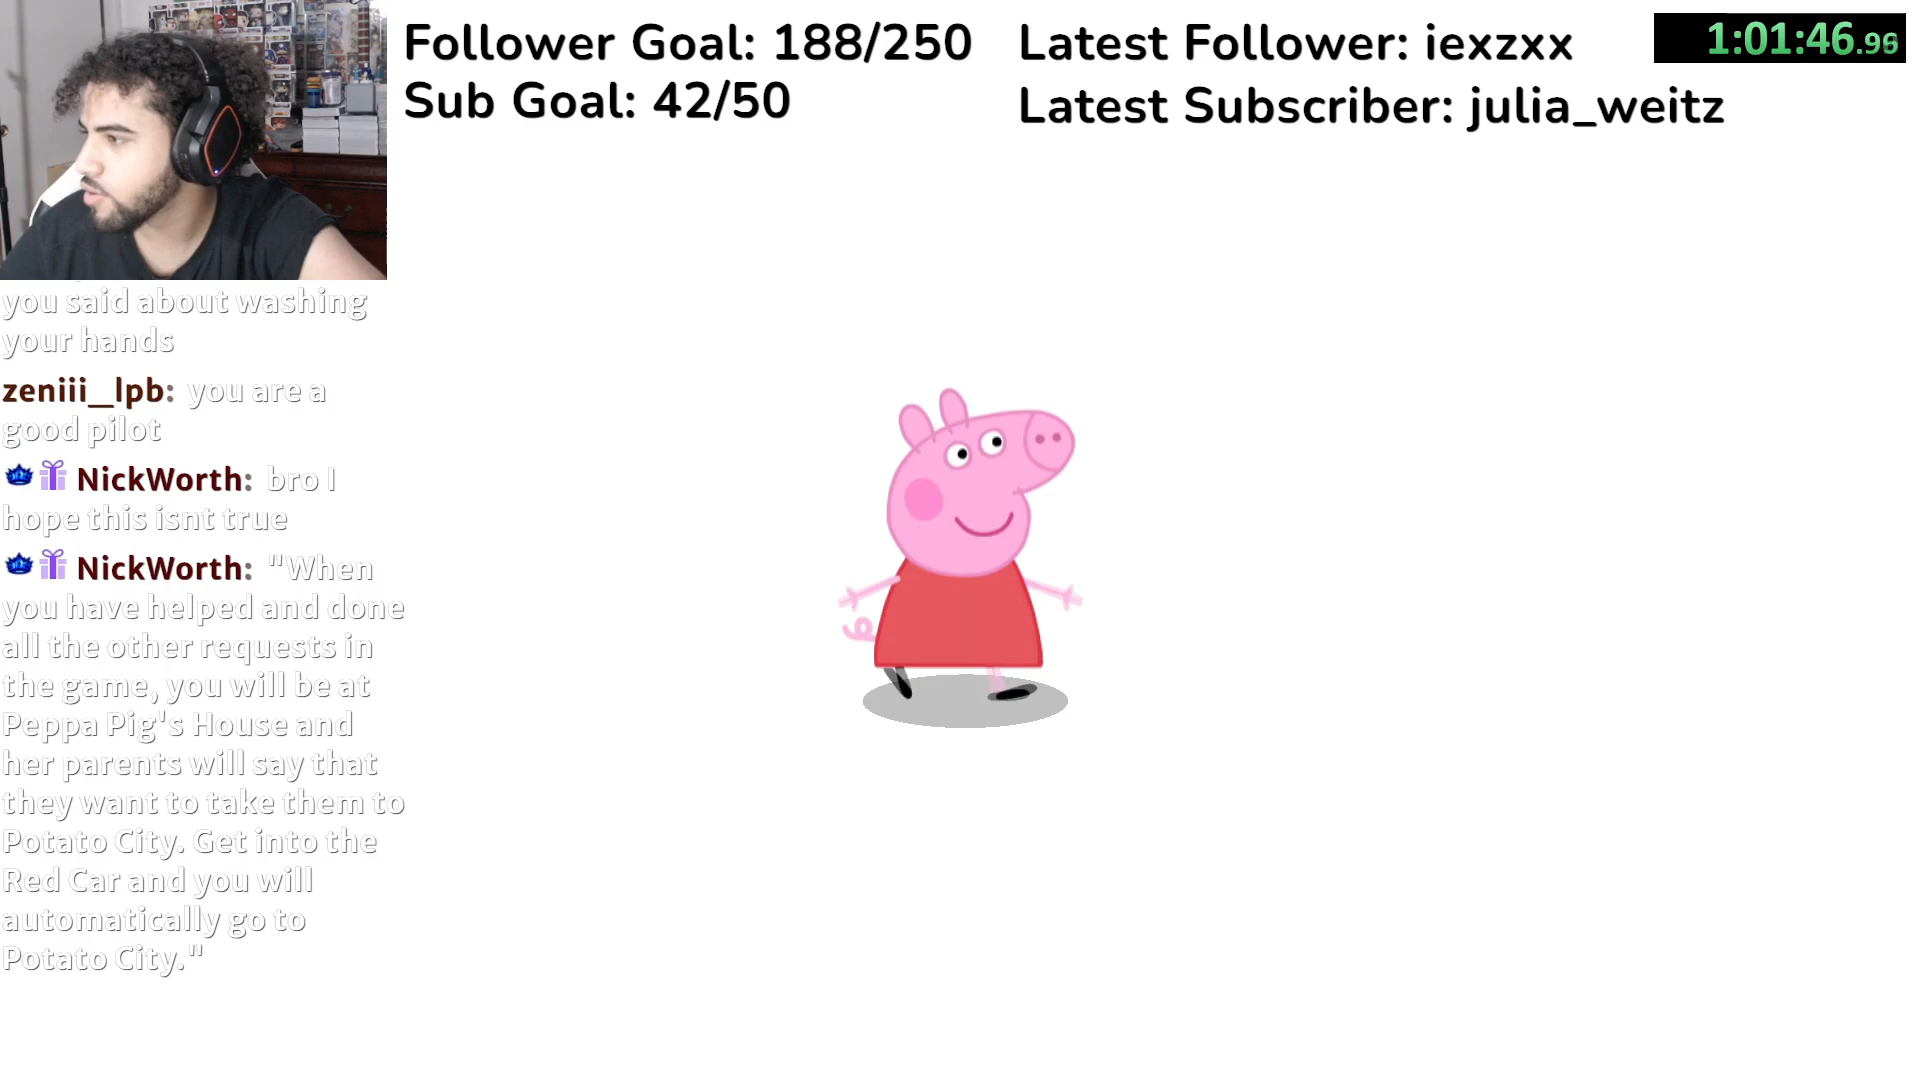 Follower Goal: 188/250
Sub Goal: 42/50
Latest Follower: iexzxx
Latest Subscriber: julia_weitz
1:01:46.96
you said about washing
your hands
zeniii_lpb: you are a
good pilot
NickWorth: bro I
hope this isnt true
NickWorth: "When
you have helped and done
all the other requests in
the game, you will be at
Peppa Pig's House and
her parents will say that
they want to take them to
Potato City. Get into the
Red Car and you will
automatically go to
Potato City."